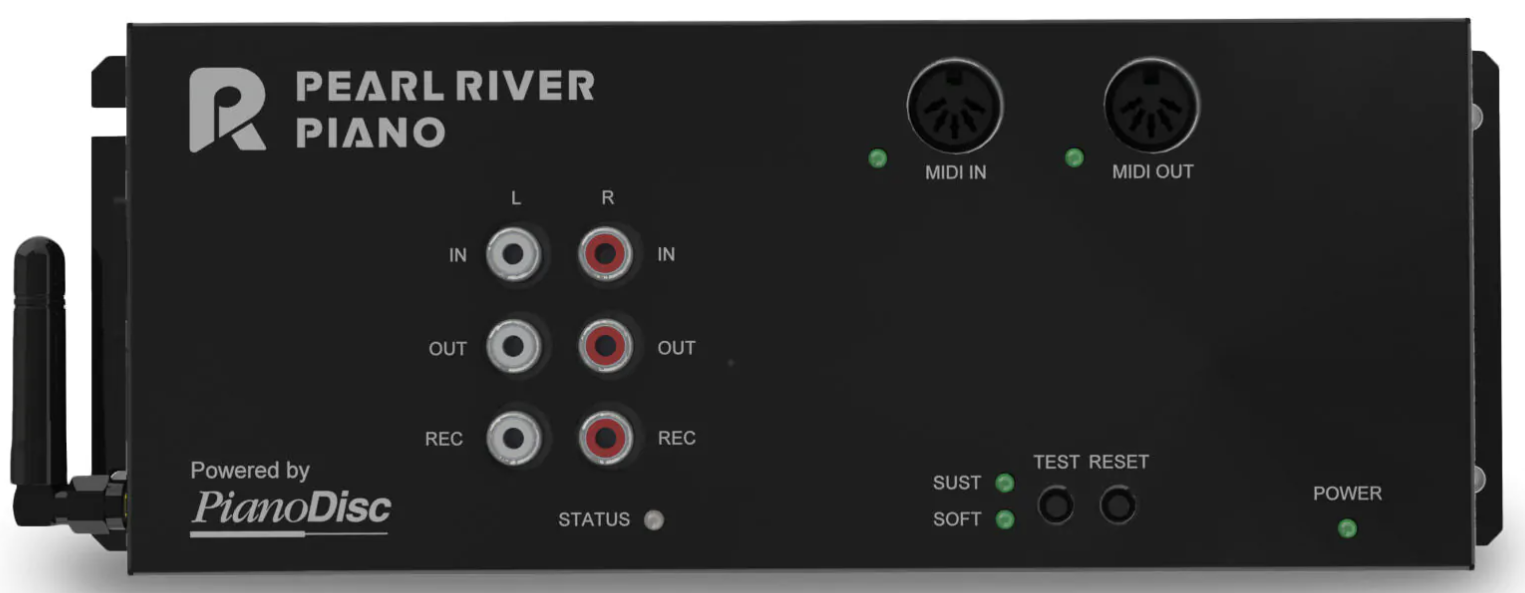 PEARL RIVER
PIANO
MIDI IN
MIDI OUT
L R
IN IN
OUT OUT
REC REC
Powered by
PianoDisc
STATUS
TEST RESET
SUST
SOFT
POWER